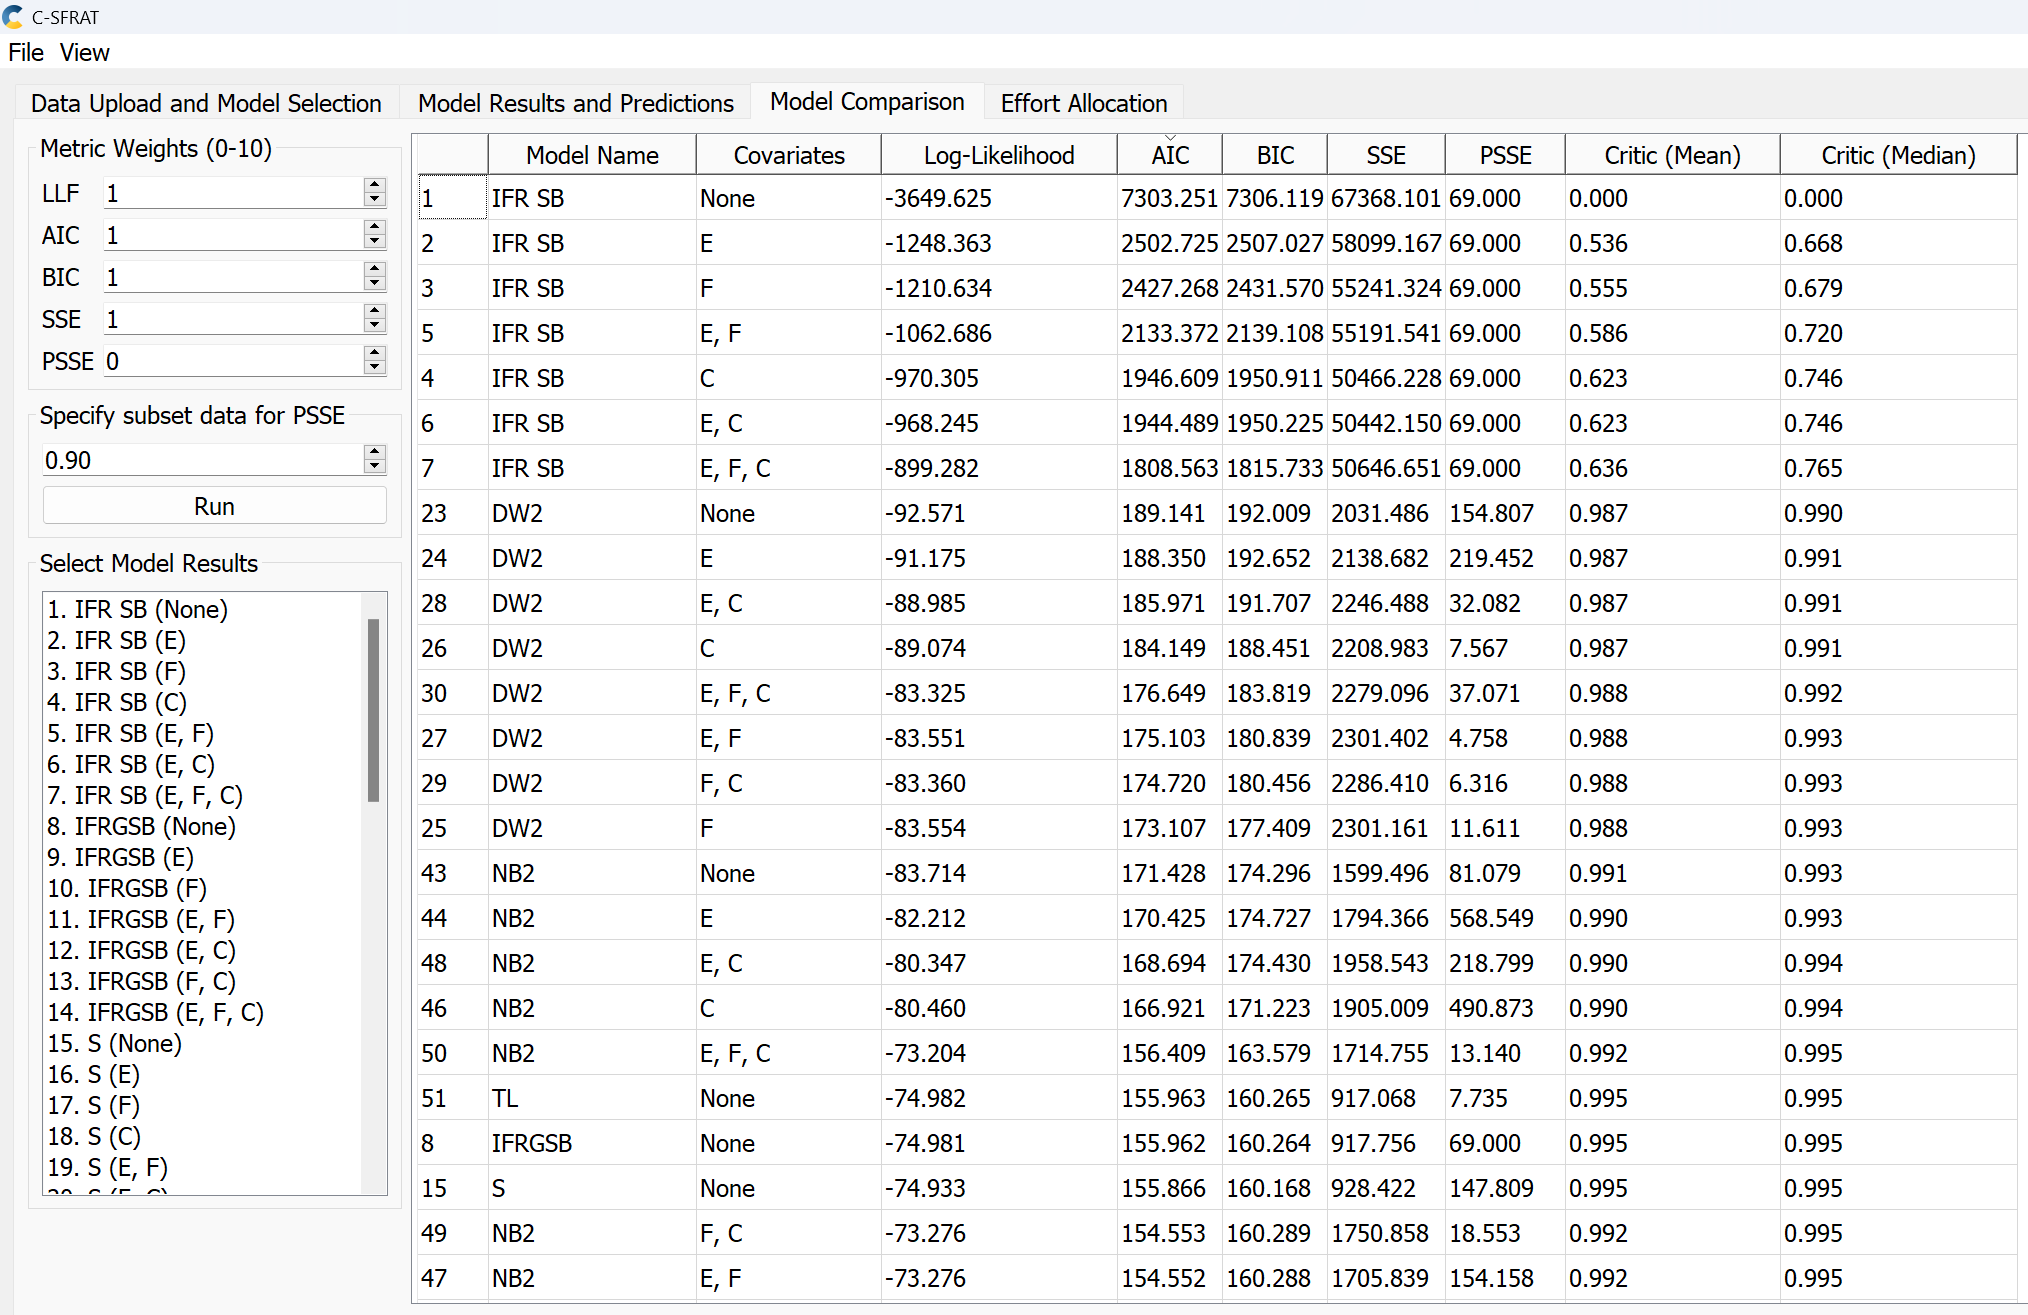 C-SFRAT
File View
Data Upload and Model Selection Model Results and Predictions Model Comparison Effort Allocation
Metric Weights (0-10)
LLF 1
AIC 1
BIC 1
SSE 1
PSSE 0
Specify subset data for PSSE
0.90
Run
Select Model Results
1. IFR SB (None)
2. IFR SB (E)
3. IFR SB (F)
4. IFR SB (C)
5. IFR SB (E, F)
6. IFR SB (E, C)
7. IFR SB (E, F, C)
8. IFRGSB (None)
9. IFRGSB (E)
10. IFRGSB (F)
11. IFRGSB (E, F)
12. IFRGSB (E, C)
13. IFRGSB (F, C)
14. IFRGSB (E, F, C)
15. S (None)
16. S (E)
17. S (F)
18. S (C)
19. S (E, F)
Model Name Covariates Log-Likelihood AIC BIC SSE PSSE Critic (Mean) Critic (Median)
1 IFR SB None -3649.625 7303.251 7306.119 67368.101 69.000 0.000 0.000
2 IFR SB E -1248.363 2502.725 2507.027 58099.167 69.000 0.536 0.668
3 IFR SB F -1210.634 2427.268 2431.570 55241.324 69.000 0.555 0.679
5 IFR SB E, F -1062.686 2133.372 2139.108 55191.541 69.000 0.586 0.720
4 IFR SB C -970.305 1946.609 1950.911 50466.228 69.000 0.623 0.746
6 IFR SB E, C -968.245 1944.489 1950.225 50442.150 69.000 0.623 0.746
7 IFR SB E, F, C -899.282 1808.563 1815.733 50646.651 69.000 0.636 0.765
23 DW2 None -92.571 189.141 192.009 2031.486 154.807 0.987 0.990
24 DW2 E -91.175 188.350 192.652 2138.682 219.452 0.987 0.991
28 DW2 E, C -88.985 185.971 191.707 2246.488 32.082 0.987 0.991
26 DW2 C -89.074 184.149 188.451 2208.983 7.567 0.987 0.991
30 DW2 E, F, C -83.325 176.649 183.819 2279.096 37.071 0.988 0.992
27 DW2 E, F -83.551 175.103 180.839 2301.402 4.758 0.988 0.993
29 DW2 F, C -83.360 174.720 180.456 2286.410 6.316 0.988 0.993
25 DW2 F -83.554 173.107 177.409 2301.161 11.611 0.988 0.993
43 NB2 None -83.714 171.428 174.296 1599.496 81.079 0.991 0.993
44 NB2 E -82.212 170.425 174.727 1794.366 568.549 0.990 0.993
48 NB2 E, C -80.347 168.694 174.430 1958.543 218.799 0.990 0.994
46 NB2 C -80.460 166.921 171.223 1905.009 490.873 0.990 0.994
50 NB2 E, F, C -73.204 156.409 163.579 1714.755 13.140 0.992 0.995
51 TL None -74.982 155.963 160.265 917.068 7.735 0.995 0.995
8 IFRGSB None -74.981 155.962 160.264 917.756 69.000 0.995 0.995
15 S None -74.933 155.866 160.168 928.422 147.809 0.995 0.995
49 NB2 F, C -73.276 154.553 160.289 1750.858 18.553 0.992 0.995
47 NB2 E, F -73.276 154.552 160.288 1705.839 154.158 0.992 0.995